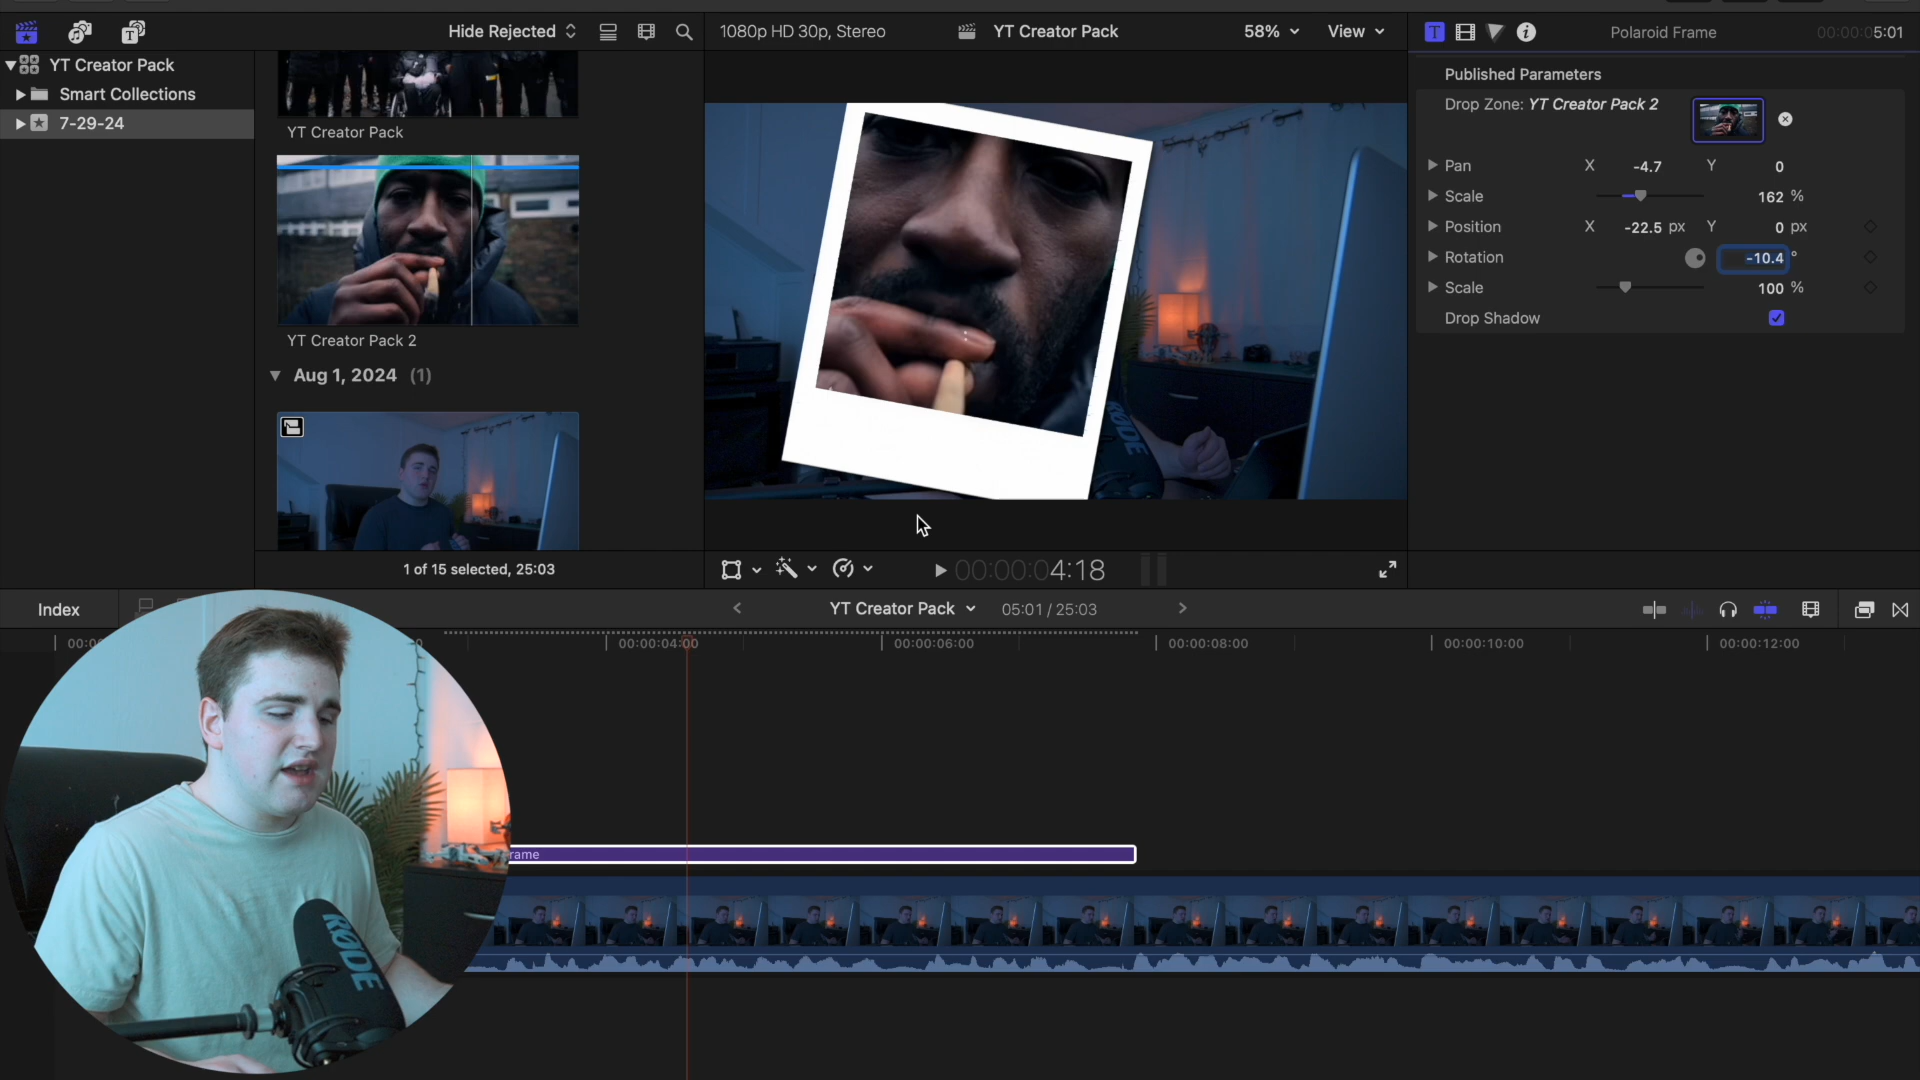 Hide Rejected
1080p HD 30p, Stereo
YT Creator Pack
58%
View
Polaroid Frame
00:00:05:01
YT Creator Pack
Smart Collections
7-29-24
YT Creator Pack
YT Creator Pack 2
Aug 1, 2024 (1)
1 of 15 selected, 25:03
Published Parameters
Drop Zone: YT Creator Pack 2
Pan X -4.7 Y 0
Scale 162 %
Position X -22.5 px Y 0 px
Rotation -10.4 °
Scale 100 %
Drop Shadow
RØDE
00:00:04:18
Index
YT Creator Pack
05:01 / 25:03
00:00:04:00
00:00:06:00
00:00:08:00
00:00:10:00
00:00:12:00
rame
RØDE